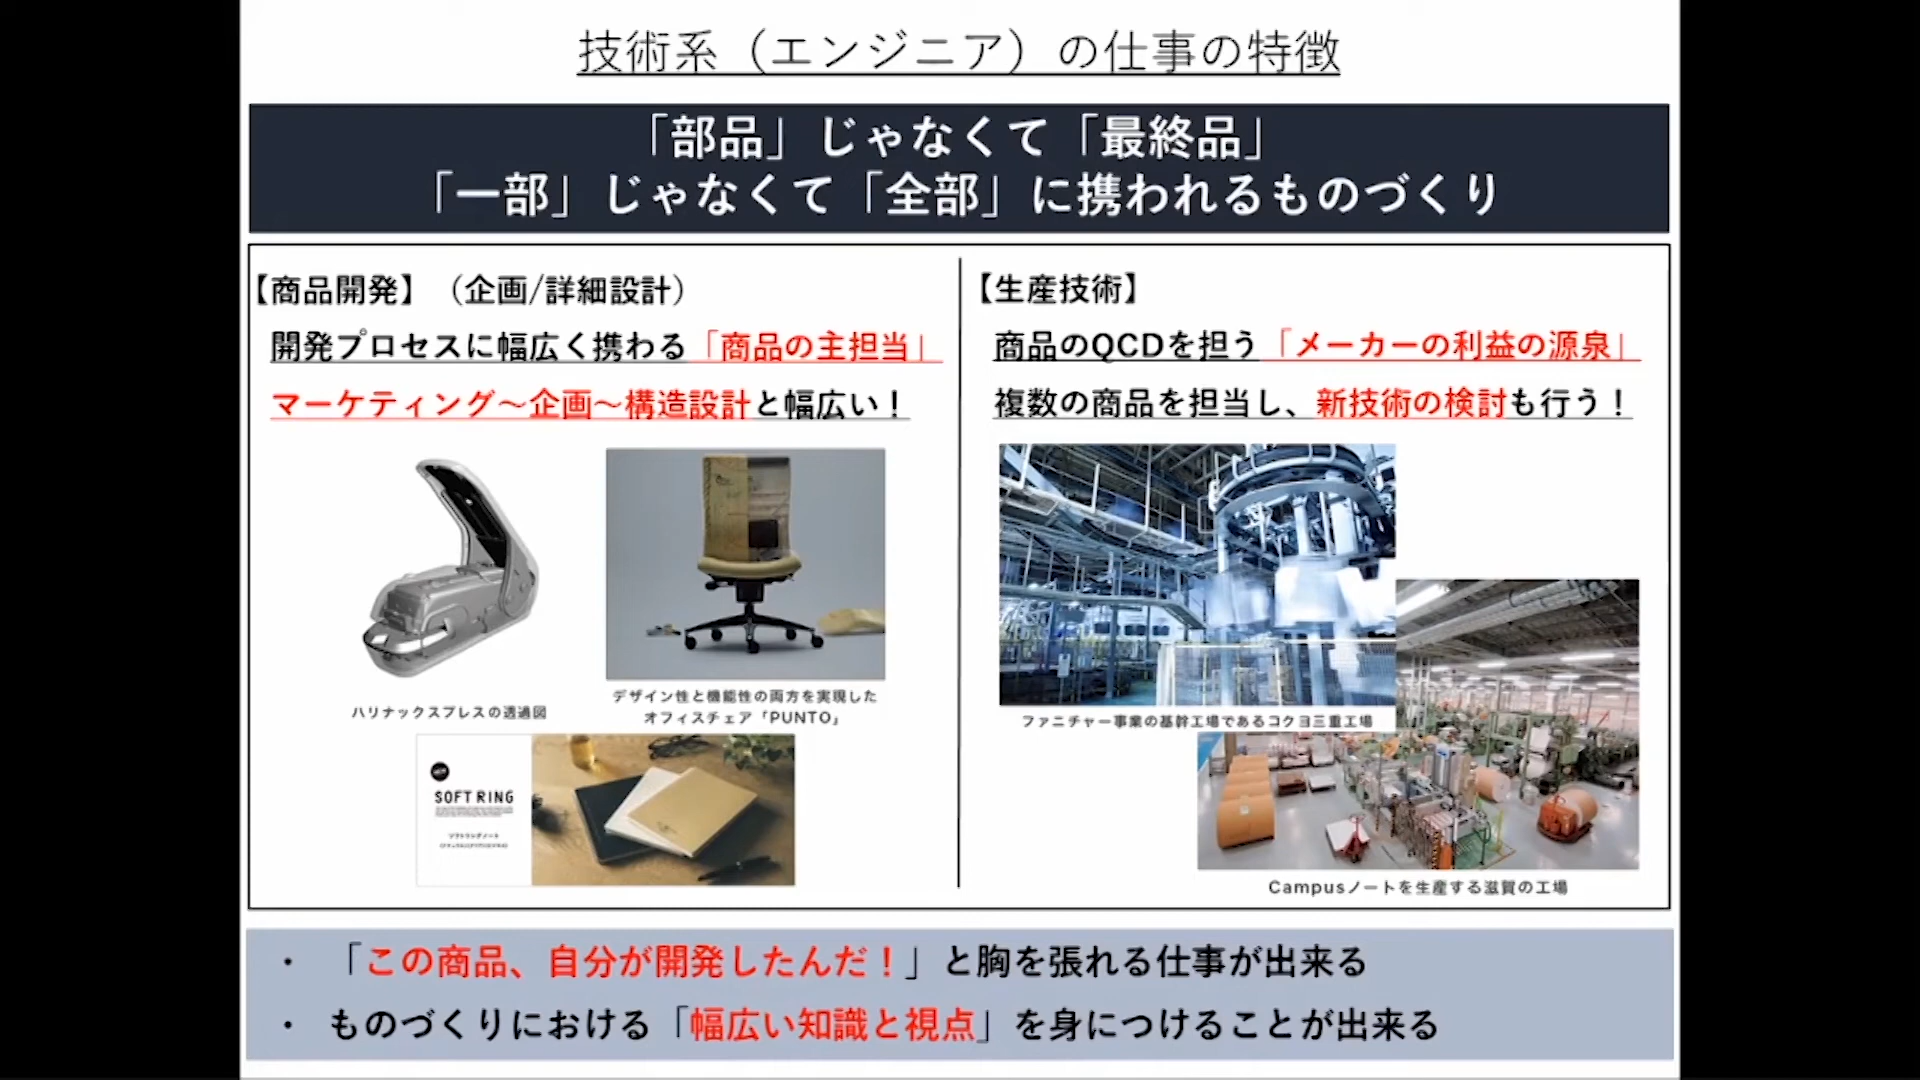 技術系（エンジニア）の仕事の特徴
「部品」じゃなくて「最終品」
「一部」じゃなくて「全部」に携われるものづくり
【商品開発】（企画/詳細設計）
開発プロセスに幅広く携わる「商品の主担当」
マーケティング～企画～構造設計と幅広い！
ハリナックスプレスの透過図
デザイン性と機能性の両方を実現した
オフィスチェア「PUNTO」
SOFT RING
ソフトリングノート
【生産技術】
商品のQCDを担う「メーカーの利益の源泉」
複数の商品を担当し、新技術の検討も行う！
ファニチャー事業の基幹工場であるコクヨ三重工場
Campusノートを生産する滋賀の工場
・ 「この商品、自分が開発したんだ！」と胸を張れる仕事が出来る
・ ものづくりにおける「幅広い知識と視点」を身につけることが出来る